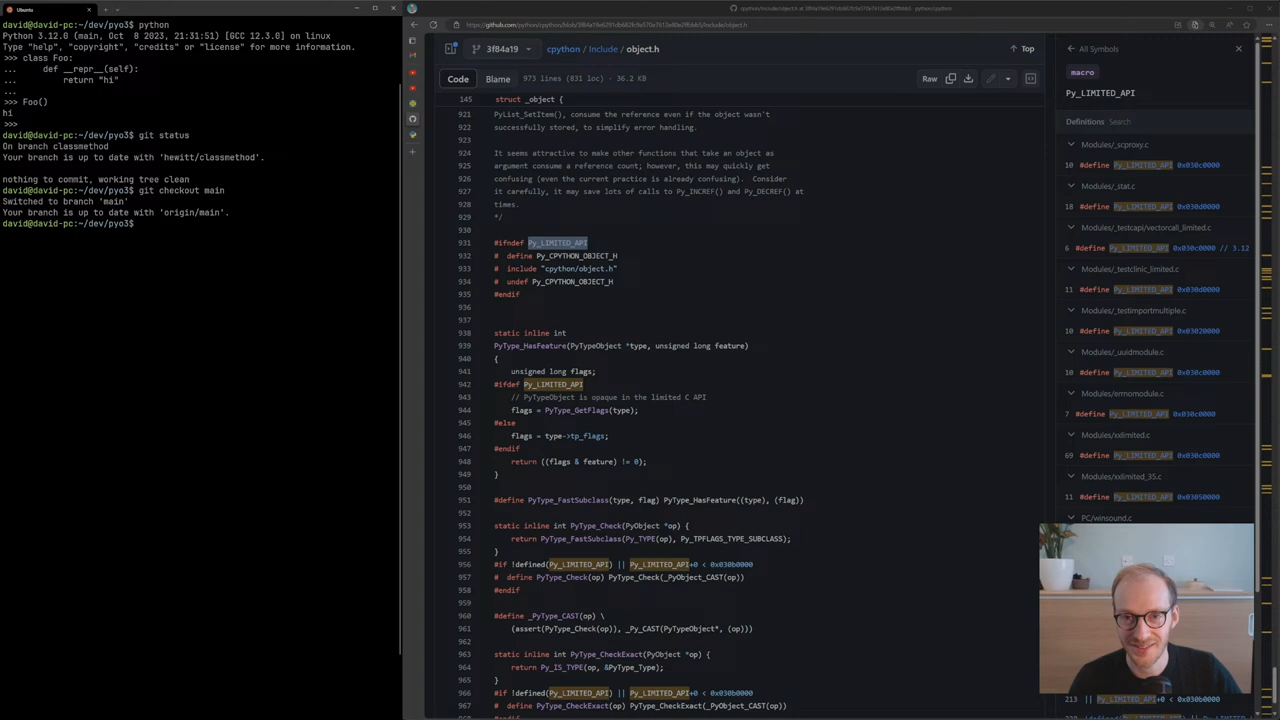 Ubuntu
david@david-pc:~/dev/pyo3$ python
Python 3.12.0 (main, Oct  8 2023, 21:31:51) [GCC 12.3.0] on linux
Type "help", "copyright", "credits" or "license" for more information.
>>> class Foo:
...     def __repr__(self):
...         return "hi"
...
>>> Foo()
hi
>>>
david@david-pc:~/dev/pyo3$ git status
On branch classmethod
Your branch is up to date with 'hewitt/classmethod'.
nothing to commit, working tree clean
david@david-pc:~/dev/pyo3$ git checkout main
Switched to branch 'main'
Your branch is up to date with 'origin/main'.
david@david-pc:~/dev/pyo3$
3f84a19
cpython / Include / object.h
Top
Code
Blame
973 lines (831 loc) · 36.2 KB
Raw
145 struct _object {
921 PyList_SetItem(), consume the reference even if the object wasn't
922 successfully stored, to simplify error handling.
923
924 It seems attractive to make other functions that take an object as
925 argument consume a reference count; however, this may quickly get
926 confusing (even the current practice is already confusing).  Consider
927 it carefully, it may save lots of calls to Py_INCREF() and Py_DECREF() at
928 times.
929 */
930
931 #ifndef Py_LIMITED_API
932 #  define Py_CPYTHON_OBJECT_H
933 #  include "cpython/object.h"
934 #  undef Py_CPYTHON_OBJECT_H
935 #endif
936
937
938 static inline int
939 PyType_HasFeature(PyTypeObject *type, unsigned long feature)
940 {
941     unsigned long flags;
942 #ifdef Py_LIMITED_API
943     // PyTypeObject is opaque in the limited C API
944     flags = PyType_GetFlags(type);
945 #else
946     flags = type->tp_flags;
947 #endif
948     return ((flags & feature) != 0);
949 }
950
951 #define PyType_FastSubclass(type, flag) PyType_HasFeature((type), (flag))
952
953 static inline int PyType_Check(PyObject *op) {
954     return PyType_FastSubclass(Py_TYPE(op), Py_TPFLAGS_TYPE_SUBCLASS);
955 }
956 #if !defined(Py_LIMITED_API) || Py_LIMITED_API+0 < 0x030b0000
957 #  define PyType_Check(op) PyType_Check(_PyObject_CAST(op))
958 #endif
959
960 #define _PyType_CAST(op) \
961     (assert(PyType_Check(op)), _Py_CAST(PyTypeObject*, (op)))
962
963 static inline int PyType_CheckExact(PyObject *op) {
964     return Py_IS_TYPE(op, &PyType_Type);
965 }
966 #if !defined(Py_LIMITED_API) || Py_LIMITED_API+0 < 0x030b0000
967 #  define PyType_CheckExact(op) PyType_CheckExact(_PyObject_CAST(op))
All Symbols
macro
Py_LIMITED_API
Definitions Search
Modules/_scproxy.c
10 #define Py_LIMITED_API 0x030c0000
Modules/_stat.c
18 #define Py_LIMITED_API 0x030d0000
Modules/_testcapi/vectorcall_limited.c
6 #define Py_LIMITED_API 0x030c0000 // 3.12
Modules/_testclinic_limited.c
11 #define Py_LIMITED_API 0x030d0000
Modules/_testimportmultiple.c
10 #define Py_LIMITED_API 0x03020000
Modules/_uuidmodule.c
10 #define Py_LIMITED_API 0x030c0000
Modules/errnomodule.c
7 #define Py_LIMITED_API 0x030c0000
Modules/xxlimited.c
69 #define Py_LIMITED_API 0x030c0000
Modules/xxlimited_35.c
11 #define Py_LIMITED_API 0x03050000
PC/winsound.c
213 || Py_LIMITED_API+0 < 0x030b0000